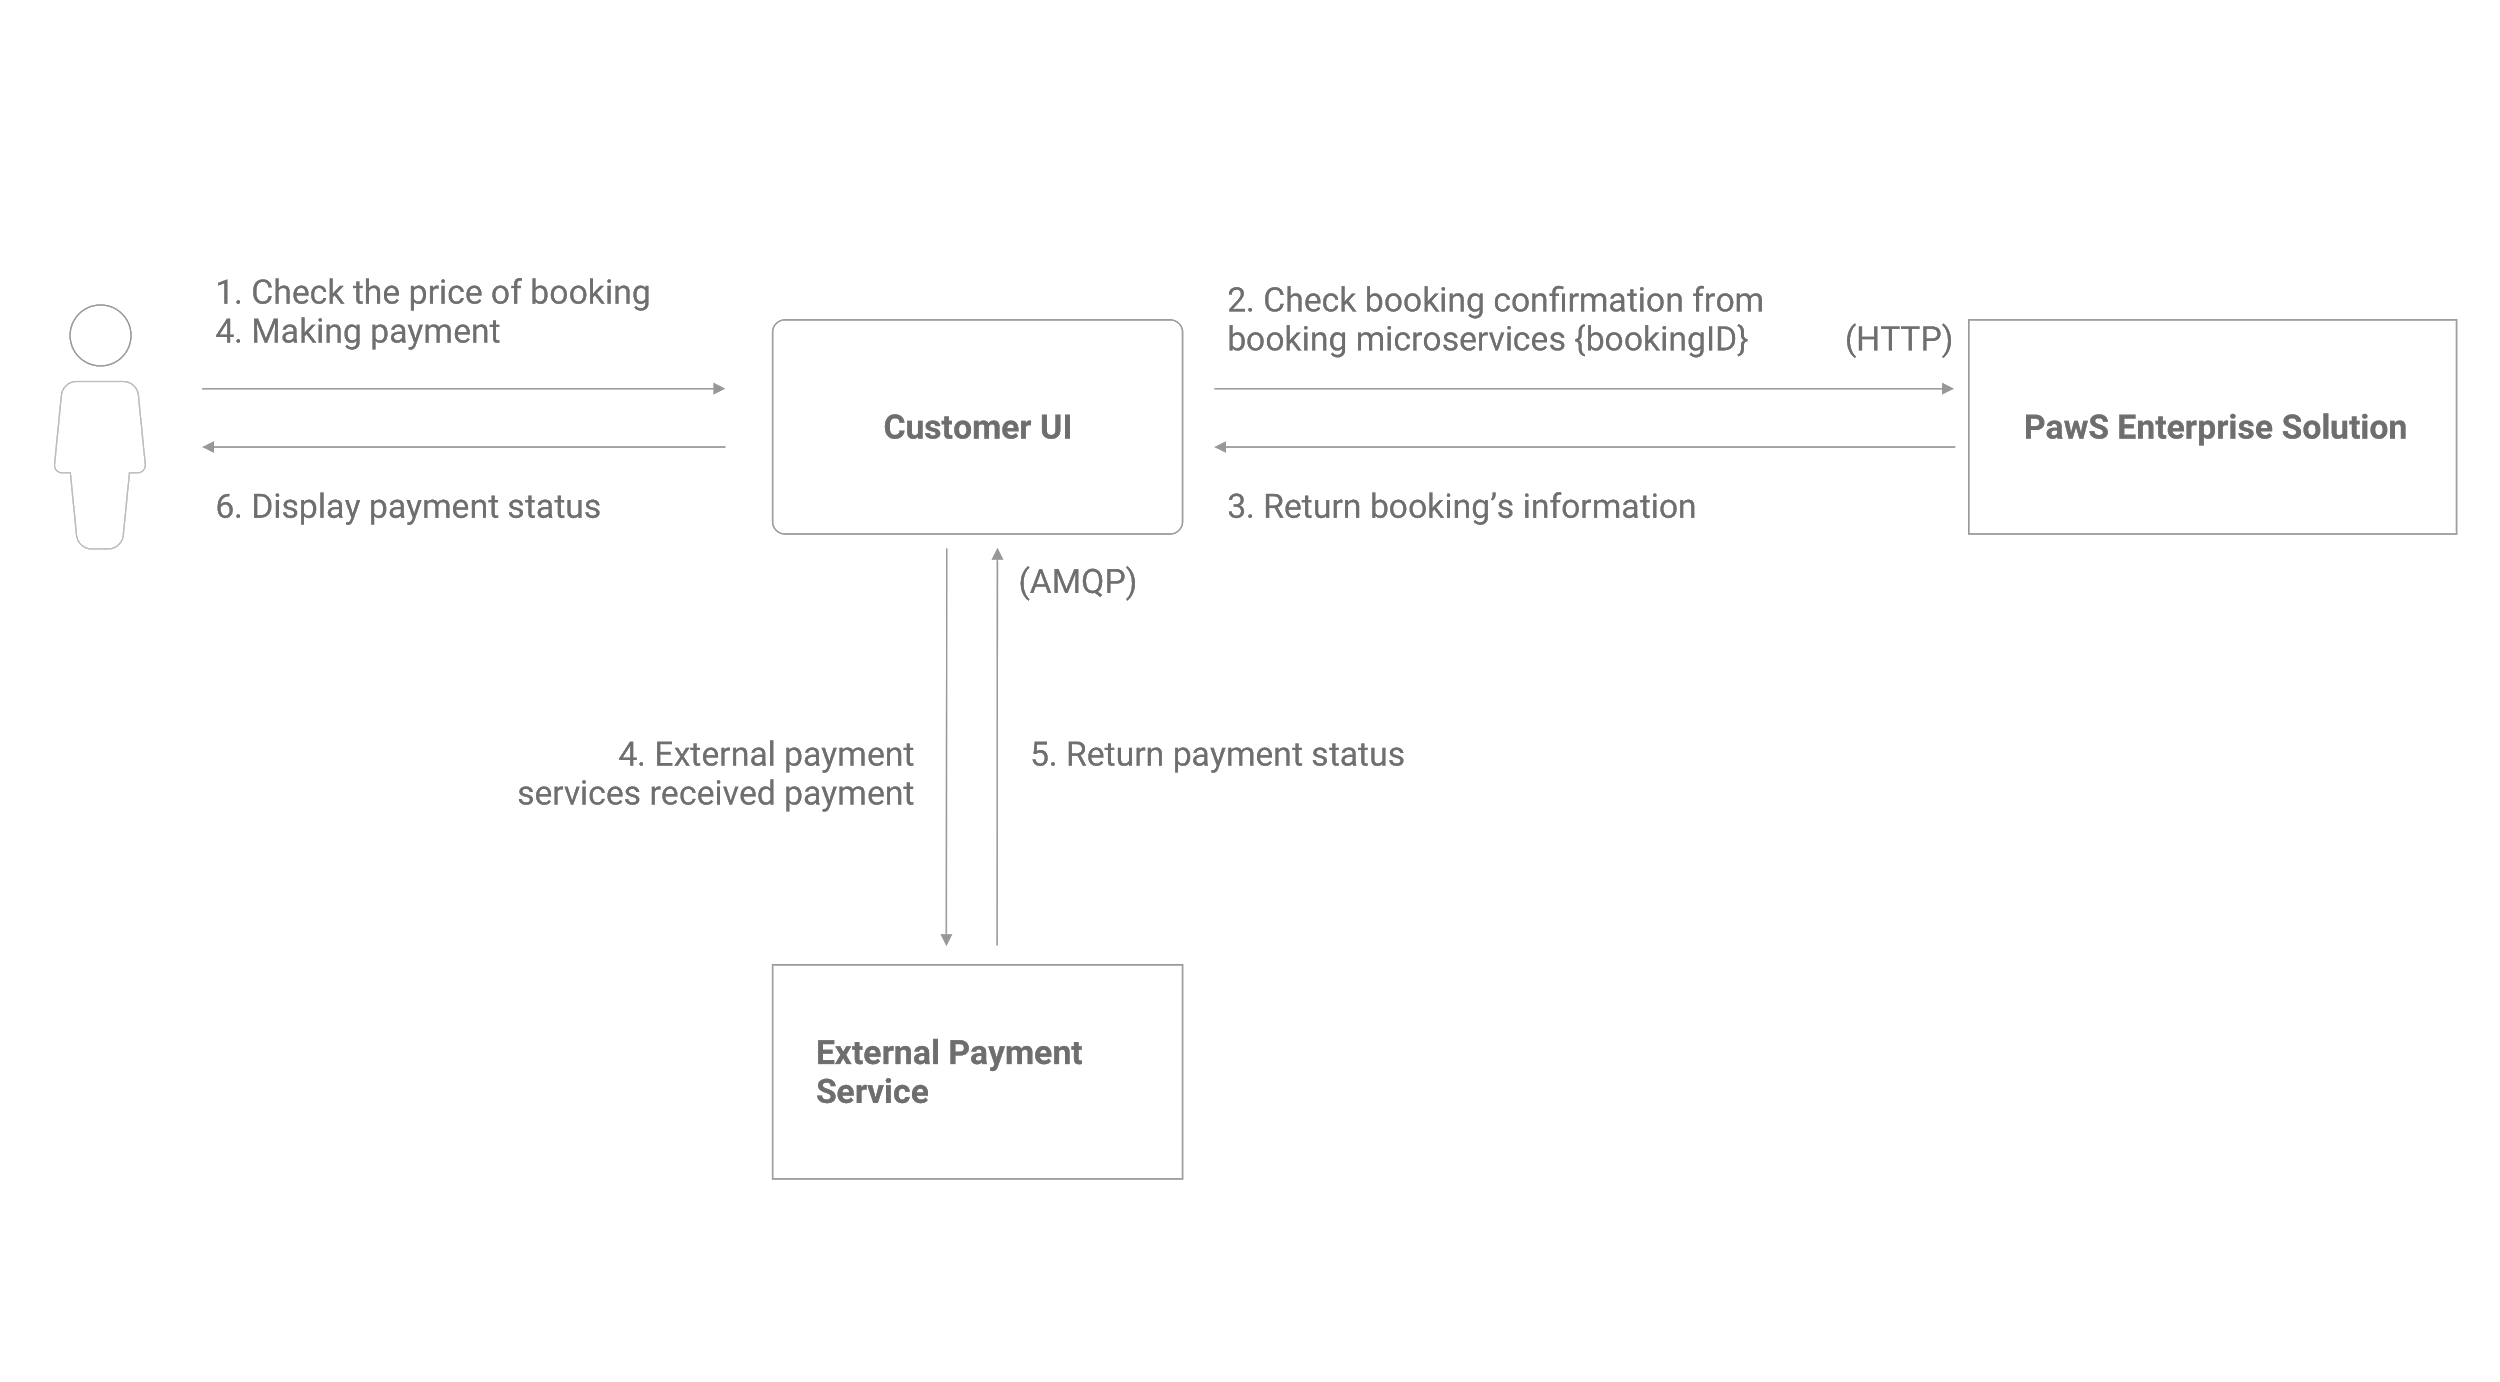 1. Check the price of booking
4. Making payment
2. Check booking confirmation from
booking microservices {bookingID}
(HTTP)
Customer UI
PawS Enterprise Solution
6. Display payment status
3. Return booking’s information
(AMQP)
4. External payment
services received payment
5. Return payment status
External Payment
Service